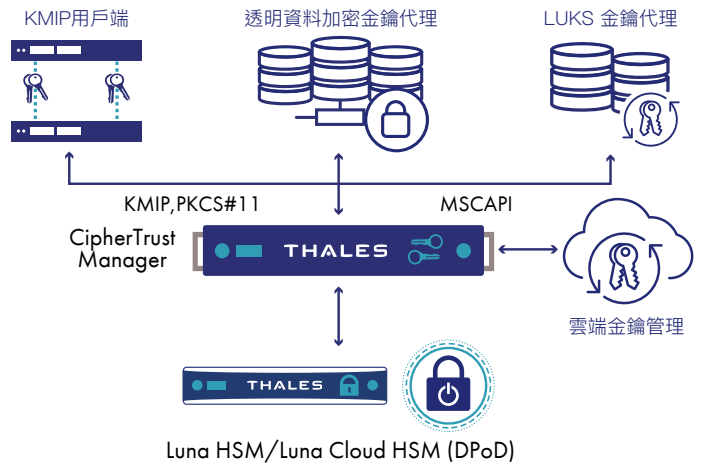 KMIP用戶端
透明資料加密金鑰代理
LUKS 金鑰代理
KMIP,PKCS#11
MSCAPI
CipherTrust
Manager
THALES
雲端金鑰管理
THALES
Luna HSM/Luna Cloud HSM (DPoD)